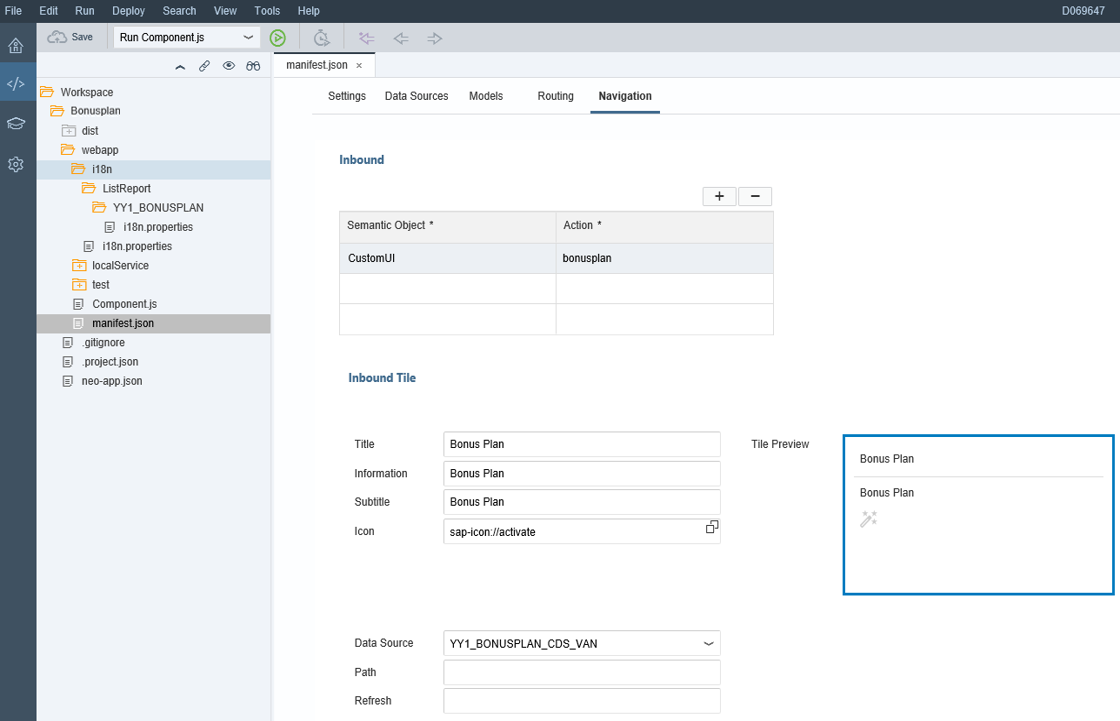 File Edit Run Deploy Search View Tools Help D069647
Save Run Component.js
manifest.json ×
Workspace
Bonusplan
dist
webapp
i18n
ListReport
YY1_BONUSPLAN
i18n.properties
i18n.properties
localService
test
Component.js
manifest.json
.gitignore
.project.json
neo-app.json
Settings Data Sources Models Routing Navigation
Inbound
+ −
Semantic Object * Action *
CustomUI bonusplan
Inbound Tile
Title Bonus Plan
Information Bonus Plan
Subtitle Bonus Plan
Icon sap-icon://activate
Tile Preview
Bonus Plan
Bonus Plan
Data Source YY1_BONUSPLAN_CDS_VAN
Path
Refresh